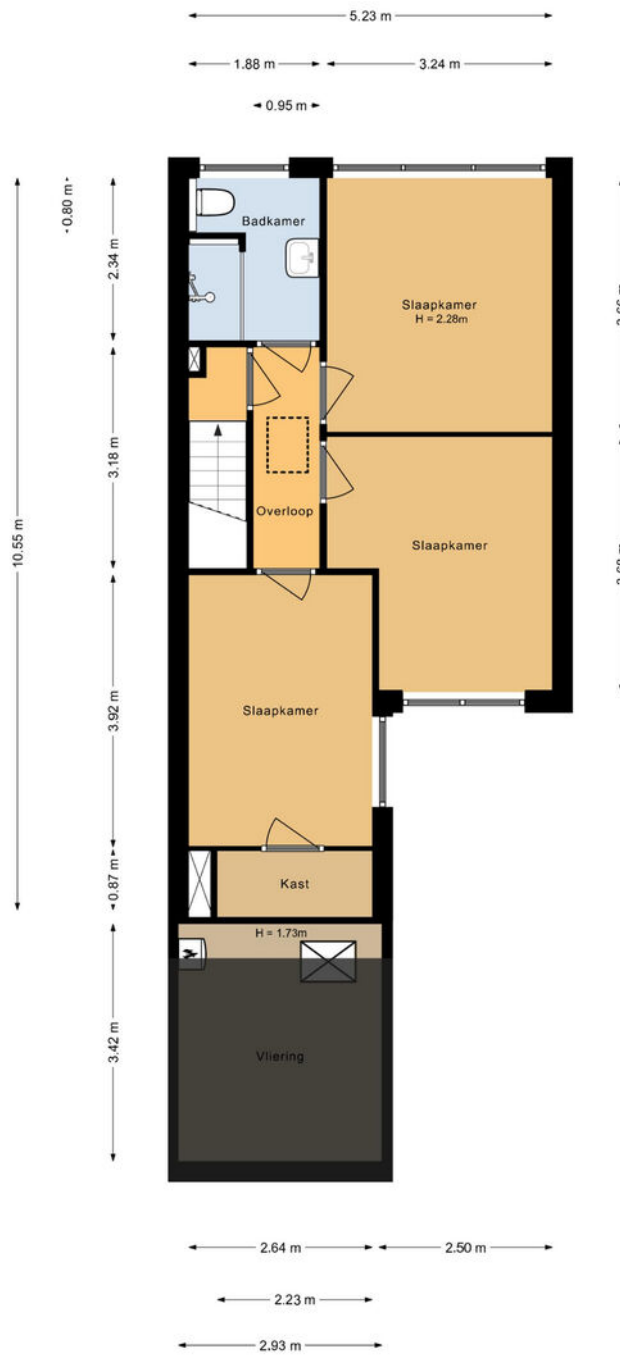 5.23 m
1.88 m
3.24 m
0.95 m
0.80 m
2.34 m
Badkamer
Slaapkamer
H = 2.28m
3.18 m
10.55 m
Overloop
Slaapkamer
Slaapkamer
3.92 m
0.87 m
Kast
H = 1.73m
3.42 m
Vliering
2.64 m
2.50 m
2.23 m
2.93 m